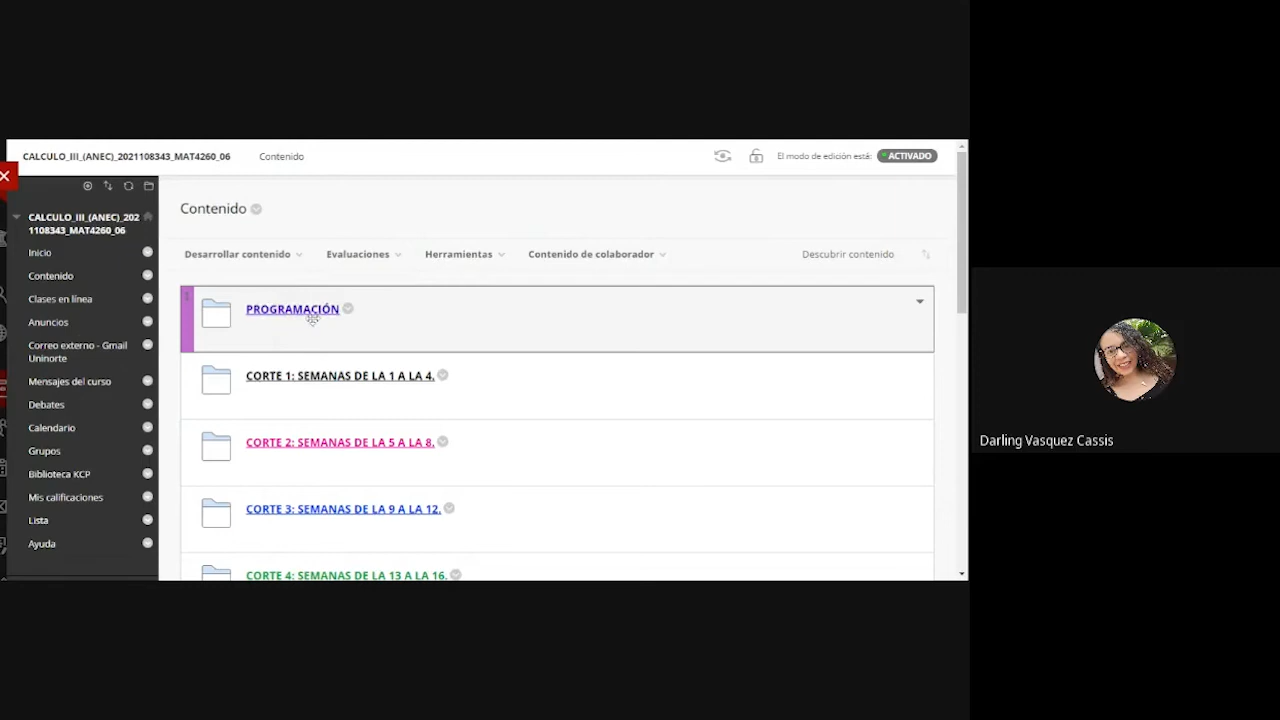 CALCULO_III_(ANEC)_2021108343_MAT4260_06
Contenido
El modo de edición está:
ACTIVADO
CALCULO_III_(ANEC)_202
1108343_MAT4260_06
Inicio
Contenido
Clases en línea
Anuncios
Correo externo - Gmail
Uninorte
Mensajes del curso
Debates
Calendario
Grupos
Biblioteca KCP
Mis calificaciones
Lista
Ayuda
Contenido
Desarrollar contenido
Evaluaciones
Herramientas
Contenido de colaborador
Descubrir contenido
PROGRAMACIÓN
CORTE 1: SEMANAS DE LA 1 A LA 4.
CORTE 2: SEMANAS DE LA 5 A LA 8.
CORTE 3: SEMANAS DE LA 9 A LA 12.
CORTE 4: SEMANAS DE LA 13 A LA 16.
Darling Vasquez Cassis